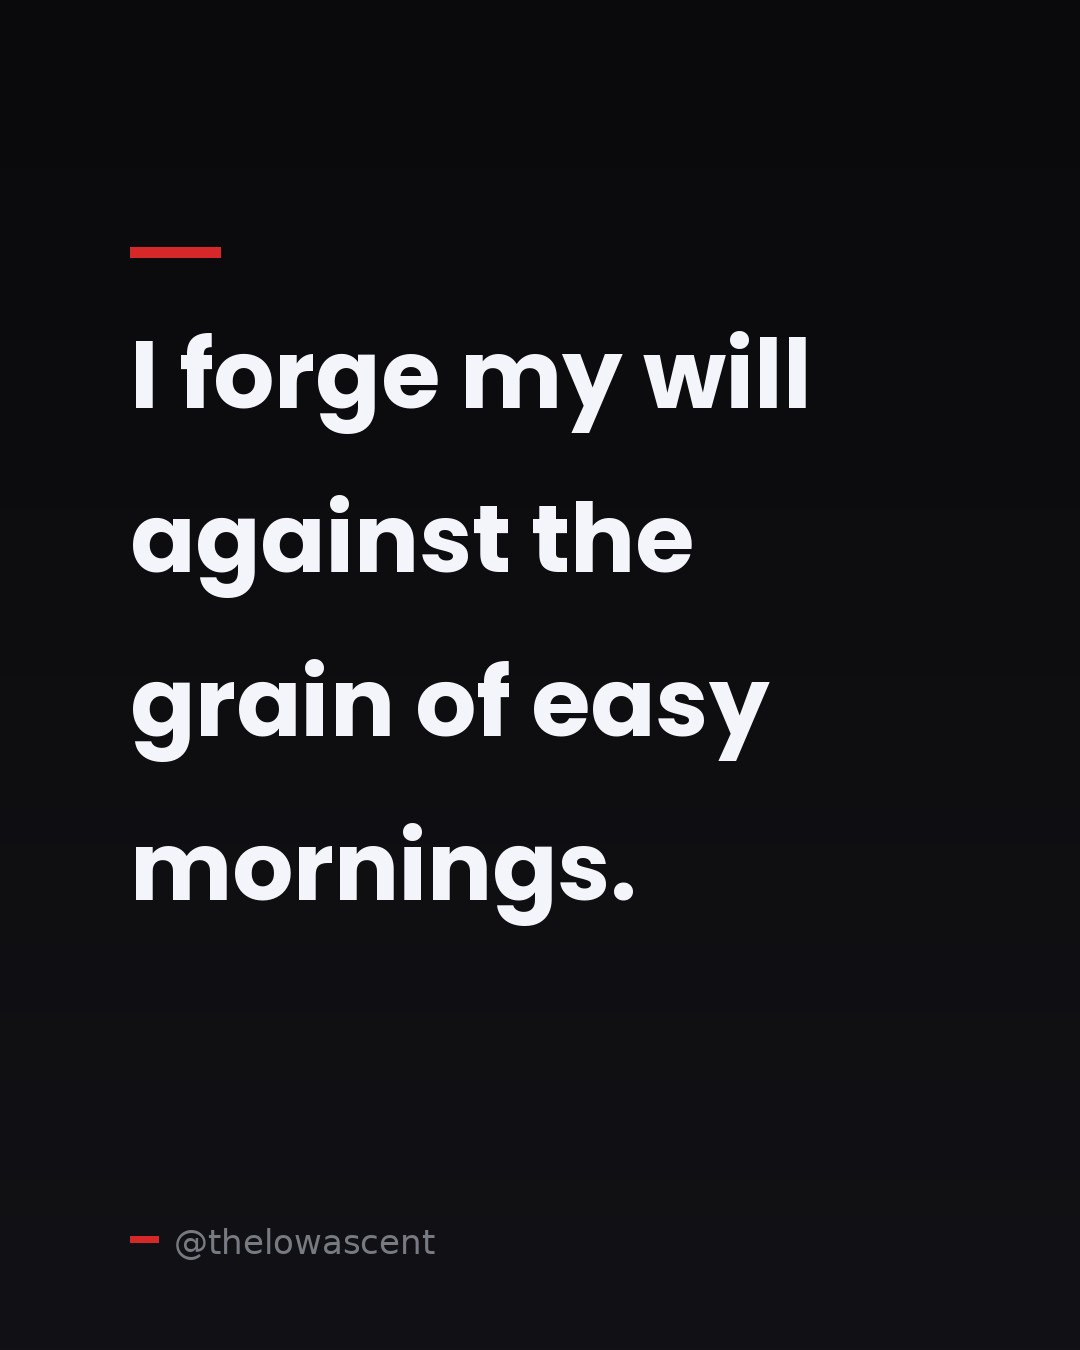 I forge my will
against the
grain of easy
mornings.
@thelowascent